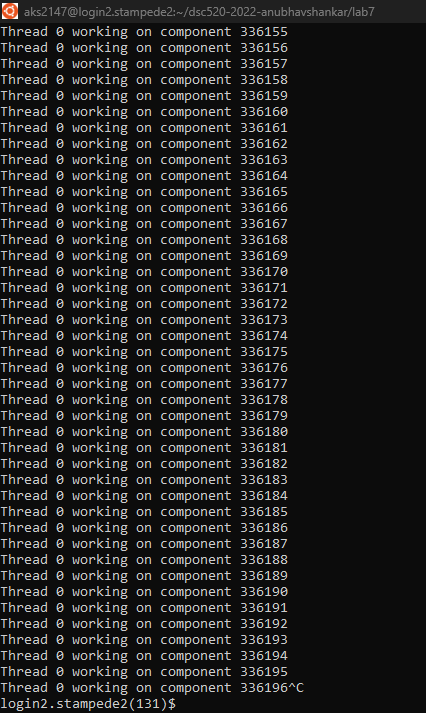 aks2147@login2.stampede2:~/dsc520-2022-anubhavshankar/lab7
Thread 0 working on component 336155
Thread 0 working on component 336156
Thread 0 working on component 336157
Thread 0 working on component 336158
Thread 0 working on component 336159
Thread 0 working on component 336160
Thread 0 working on component 336161
Thread 0 working on component 336162
Thread 0 working on component 336163
Thread 0 working on component 336164
Thread 0 working on component 336165
Thread 0 working on component 336166
Thread 0 working on component 336167
Thread 0 working on component 336168
Thread 0 working on component 336169
Thread 0 working on component 336170
Thread 0 working on component 336171
Thread 0 working on component 336172
Thread 0 working on component 336173
Thread 0 working on component 336174
Thread 0 working on component 336175
Thread 0 working on component 336176
Thread 0 working on component 336177
Thread 0 working on component 336178
Thread 0 working on component 336179
Thread 0 working on component 336180
Thread 0 working on component 336181
Thread 0 working on component 336182
Thread 0 working on component 336183
Thread 0 working on component 336184
Thread 0 working on component 336185
Thread 0 working on component 336186
Thread 0 working on component 336187
Thread 0 working on component 336188
Thread 0 working on component 336189
Thread 0 working on component 336190
Thread 0 working on component 336191
Thread 0 working on component 336192
Thread 0 working on component 336193
Thread 0 working on component 336194
Thread 0 working on component 336195
Thread 0 working on component 336196^C
login2.stampede2(131)$